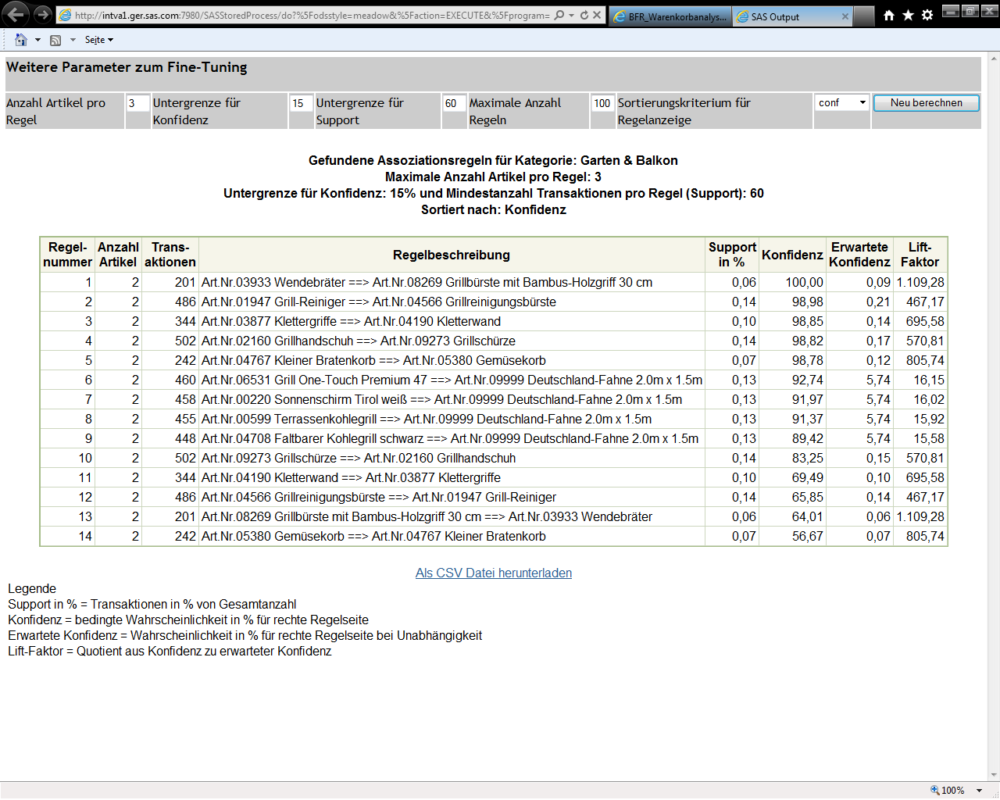 http://intva1.ger.sas.com:7980/SASStoredProcess/do?%5Fodsstyle=meadow&%5Faction=EXECUTE&%5Fprogram=
BFR_Warenkorbanalys...
SAS Output
Seite
Weitere Parameter zum Fine-Tuning
Anzahl Artikel pro Regel 3 Untergrenze für Konfidenz 15 Untergrenze für Support 60 Maximale Anzahl Regeln 100 Sortierungskriterium für Regelanzeige conf Neu berechnen
Gefundene Assoziationsregeln für Kategorie: Garten & Balkon
Maximale Anzahl Artikel pro Regel: 3
Untergrenze für Konfidenz: 15% und Mindestanzahl Transaktionen pro Regel (Support): 60
Sortiert nach: Konfidenz
Regel-nummer Anzahl Artikel Trans-aktionen Regelbeschreibung Support in % Konfidenz Erwartete Konfidenz Lift-Faktor
1 2 201 Art.Nr.03933 Wendebräter ==> Art.Nr.08269 Grillbürste mit Bambus-Holzgriff 30 cm 0,06 100,00 0,09 1.109,28
2 2 486 Art.Nr.01947 Grill-Reiniger ==> Art.Nr.04566 Grillreinigungsbürste 0,14 98,98 0,21 467,17
3 2 344 Art.Nr.03877 Klettergriffe ==> Art.Nr.04190 Kletterwand 0,10 98,85 0,14 695,58
4 2 502 Art.Nr.02160 Grillhandschuh ==> Art.Nr.09273 Grillschürze 0,14 98,82 0,17 570,81
5 2 242 Art.Nr.04767 Kleiner Bratenkorb ==> Art.Nr.05380 Gemüsekorb 0,07 98,78 0,12 805,74
6 2 460 Art.Nr.06531 Grill One-Touch Premium 47 ==> Art.Nr.09999 Deutschland-Fahne 2.0m x 1.5m 0,13 92,74 5,74 16,15
7 2 458 Art.Nr.00220 Sonnenschirm Tirol weiß ==> Art.Nr.09999 Deutschland-Fahne 2.0m x 1.5m 0,13 91,97 5,74 16,02
8 2 455 Art.Nr.00599 Terrassenkohlegrill ==> Art.Nr.09999 Deutschland-Fahne 2.0m x 1.5m 0,13 91,37 5,74 15,92
9 2 448 Art.Nr.04708 Faltbarer Kohlegrill schwarz ==> Art.Nr.09999 Deutschland-Fahne 2.0m x 1.5m 0,13 89,42 5,74 15,58
10 2 502 Art.Nr.09273 Grillschürze ==> Art.Nr.02160 Grillhandschuh 0,14 83,25 0,15 570,81
11 2 344 Art.Nr.04190 Kletterwand ==> Art.Nr.03877 Klettergriffe 0,10 69,49 0,10 695,58
12 2 486 Art.Nr.04566 Grillreinigungsbürste ==> Art.Nr.01947 Grill-Reiniger 0,14 65,85 0,14 467,17
13 2 201 Art.Nr.08269 Grillbürste mit Bambus-Holzgriff 30 cm ==> Art.Nr.03933 Wendebräter 0,06 64,01 0,06 1.109,28
14 2 242 Art.Nr.05380 Gemüsekorb ==> Art.Nr.04767 Kleiner Bratenkorb 0,07 56,67 0,07 805,74
Als CSV Datei herunterladen
Legende
Support in % = Transaktionen in % von Gesamtanzahl
Konfidenz = bedingte Wahrscheinlichkeit in % für rechte Regelseite
Erwartete Konfidenz = Wahrscheinlichkeit in % für rechte Regelseite bei Unabhängigkeit
Lift-Faktor = Quotient aus Konfidenz zu erwarteter Konfidenz
100%